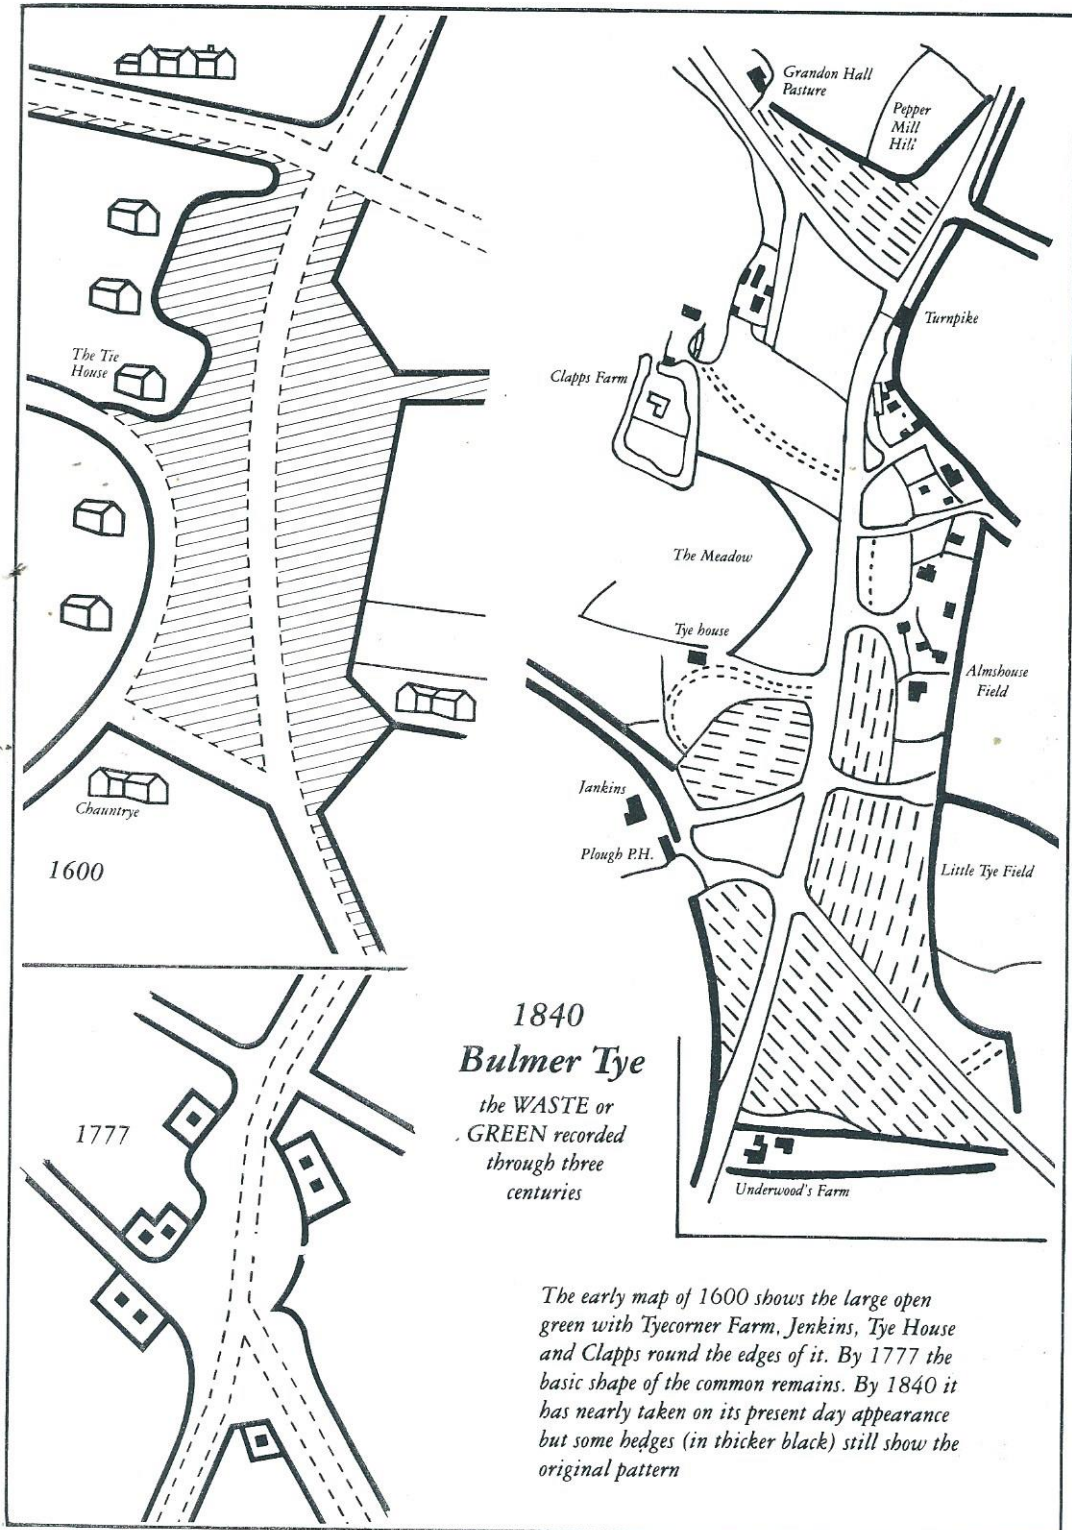 The Tie
House
Chauntrye
1600
1777
Grandon Hall
Pasture
Pepper
Mill
Hill
Turnpike
Clapps Farm
The Meadow
Tye house
Almshouse
Field
Jankins
Plough P.H.
Little Tye Field
Underwood's Farm
1840
Bulmer Tye
the WASTE or
GREEN recorded
through three
centuries
The early map of 1600 shows the large open
green with Tyecorner Farm, Jenkins, Tye House
and Clapps round the edges of it. By 1777 the
basic shape of the common remains. By 1840 it
has nearly taken on its present day appearance
but some hedges (in thicker black) still show the
original pattern